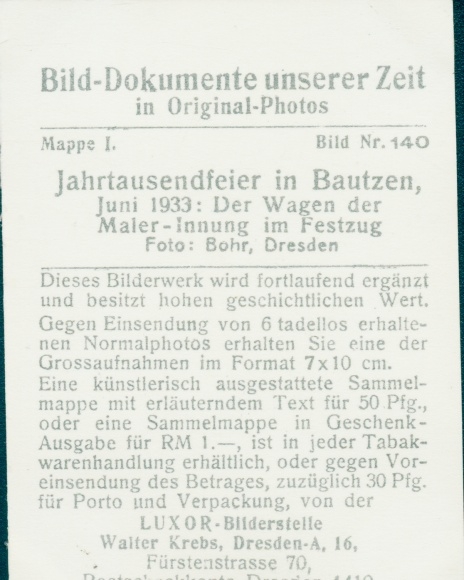 Bild-Dokumente unserer Zeit
in Original-Photos
Mappe I. Bild Nr. 140
Jahrtausendfeier in Bautzen,
Juni 1933: Der Wagen der
Maler-Innung im Festzug
Foto: Bohr, Dresden
Dieses Bilderwerk wird fortlaufend ergänzt
und besitzt hohen geschichtlichen Wert.
Gegen Einsendung von 6 tadellos erhalte-
nen Normalphotos erhalten Sie eine der
Grossaufnahmen im Format 7x10 cm.
Eine künstlerisch ausgestattete Sammel-
mappe mit erläuterndem Text für 50 Pfg.,
oder eine Sammelmappe in Geschenk-
Ausgabe für RM 1.—, ist in jeder Tabak-
warenhandlung erhältlich, oder gegen Vor-
einsendung des Betrages, zuzüglich 30 Pfg.
für Porto und Verpackung, von der
LUXOR-Bilderstelle
Walter Krebs, Dresden-A, 16,
Fürstenstrasse 70,
Postscheckkonto Dresden